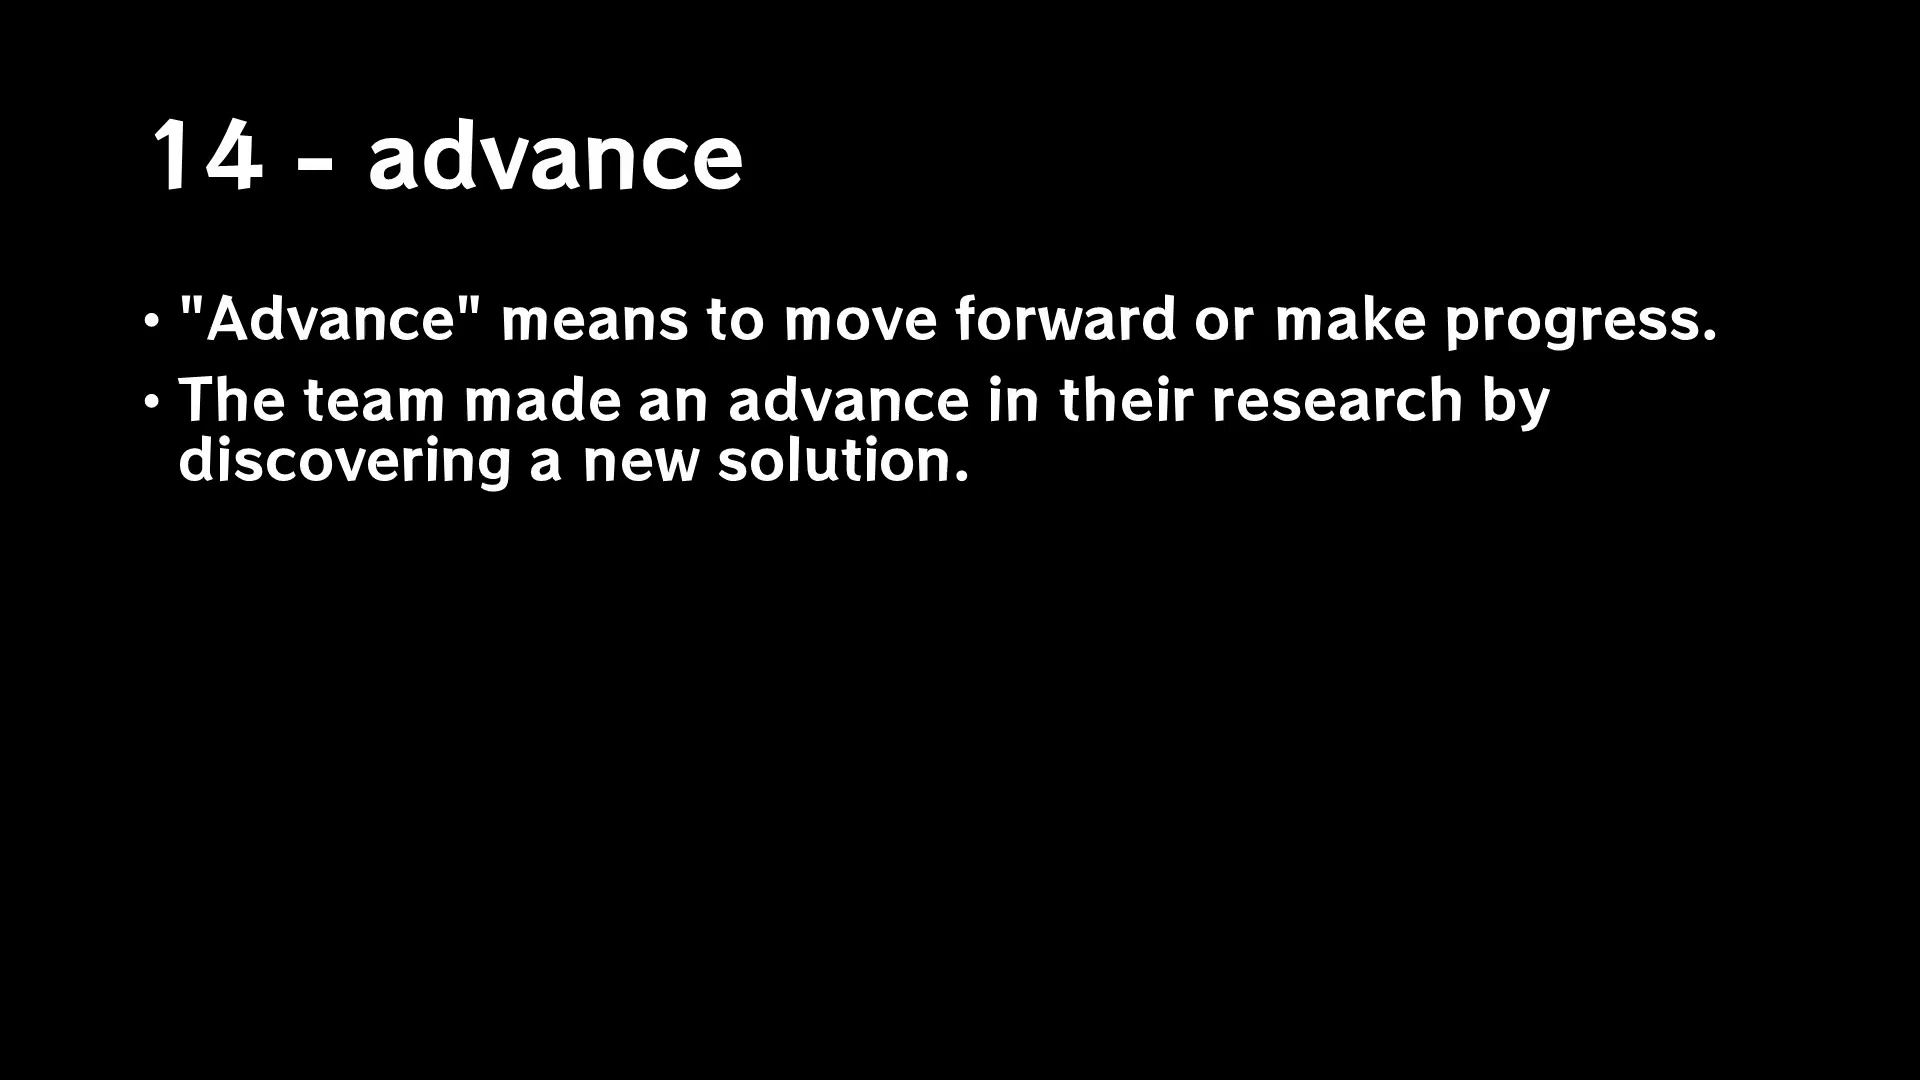 14 - advance
• "Advance" means to move forward or make progress.
• The team made an advance in their research by
discovering a new solution.